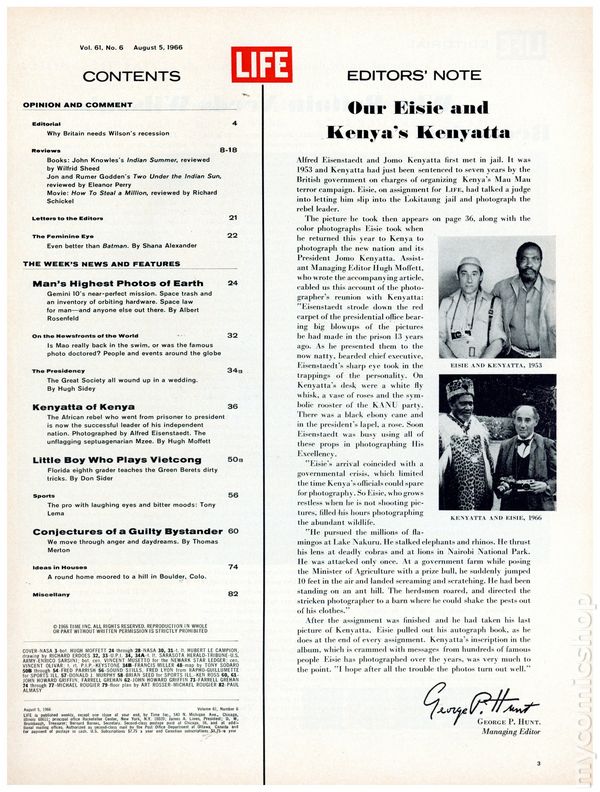 Vol. 61, No. 6 August 5, 1966
LIFE
CONTENTS
OPINION AND COMMENT
Editorial 4
Why Britain needs Wilson's recession
Reviews 8-18
Books: John Knowles's Indian Summer, reviewed
by Wilfrid Sheed
Jon and Rumer Godden's Two Under the Indian Sun,
reviewed by Eleanor Perry
Movie: How To Steal a Million, reviewed by Richard
Schickel
Letters to the Editors 21
The Feminine Eye 22
Even better than Batman. By Shana Alexander
THE WEEK'S NEWS AND FEATURES
Man's Highest Photos of Earth 24
Gemini 10's near-perfect mission. Space trash and
an inventory of orbiting hardware. Space law
for man—and anyone else out there. By Albert
Rosenfeld
On the Newsfronts of the World 32
Is Mao really back in the swim, or was the famous
photo doctored? People and events around the globe
The Presidency 34B
The Great Society all wound up in a wedding.
By Hugh Sidey
Kenyatta of Kenya 36
The African rebel who went from prisoner to president
is now the successful leader of his independent
nation. Photographed by Alfred Eisenstaedt. The
unflagging septuagenarian Mzee. By Hugh Moffett
Little Boy Who Plays Vietcong 50B
Florida eighth grader teaches the Green Berets dirty
tricks. By Don Sider
Sports 56
The pro with laughing eyes and bitter moods: Tony
Lema
Conjectures of a Guilty Bystander 60
We move through anger and daydreams. By Thomas
Merton
Ideas in Houses 74
A round home moored to a hill in Boulder, Colo.
Miscellany 82
© 1966 TIME INC. ALL RIGHTS RESERVED. REPRODUCTION IN WHOLE
OR PART WITHOUT WRITTEN PERMISSION IS STRICTLY PROHIBITED
August 5, 1966 Volume 61, Number 6
EDITORS' NOTE
Our Eisie and
Kenya's Kenyatta
Alfred Eisenstaedt and Jomo Kenyatta first met in jail. It was
1953 and Kenyatta had just been sentenced to seven years by the
British government on charges of organizing Kenya's Mau Mau
terror campaign. Eisie, on assignment for LIFE, had talked a judge
into letting him slip into the Lokitaung jail and photograph the
rebel leader.
The picture he took then appears on page 36, along with the
color photographs Eisie took when
he returned this year to Kenya to
photograph the new nation and its
President Jomo Kenyatta. Assist-
ant Managing Editor Hugh Moffett,
who wrote the accompanying article,
cabled us this account of the photo-
grapher's reunion with Kenyatta:
"Eisenstaedt strode down the red
carpet of the presidential office bear-
ing big blowups of the pictures
he had made in the prison 13 years
ago. As he presented them to the
now natty, bearded chief executive,
Eisenstaedt's sharp eye took in the
trappings of the personality. On
Kenyatta's desk were a white fly
whisk, a vase of roses and the sym-
bolic rooster of the KANU party.
There was a black ebony cane and
in the president's lapel, a rose. Soon
Eisenstaedt was busy using all of
these props in photographing His
Excellency.
"Eisie's arrival coincided with a
governmental crisis, which limited
the time Kenya's officials could spare
for photography. So Eisie, who grows
restless when he is not shooting pic-
tures, filled his hours photographing
the abundant wildlife.
"He pursued the millions of fla-
mingos at Lake Nakuru. He stalked elephants and rhinos. He thrust
his lens at deadly cobras and at lions in Nairobi National Park.
He was attacked only once. At a government farm while posing
the Minister of Agriculture with a prize bull, he suddenly jumped
10 feet in the air and landed screaming and scratching. He had been
standing on an ant hill. The herdsmen roared, and directed the
stricken photographer to a barn where he could shake the pests out
of his clothes."
After the assignment was finished and he had taken his last
picture of Kenyatta, Eisie pulled out his autograph book, as he
does at the end of every assignment. Kenyatta's inscription in the
album, which is crammed with messages from hundreds of famous
people Eisie has photographed over the years, was very much to
the point. "I hope after all the trouble the photos turn out well."
EISIE AND KENYATTA, 1953
KENYATTA AND EISIE, 1966
George P. Hunt
GEORGE P. HUNT,
Managing Editor
3
mycomicshop